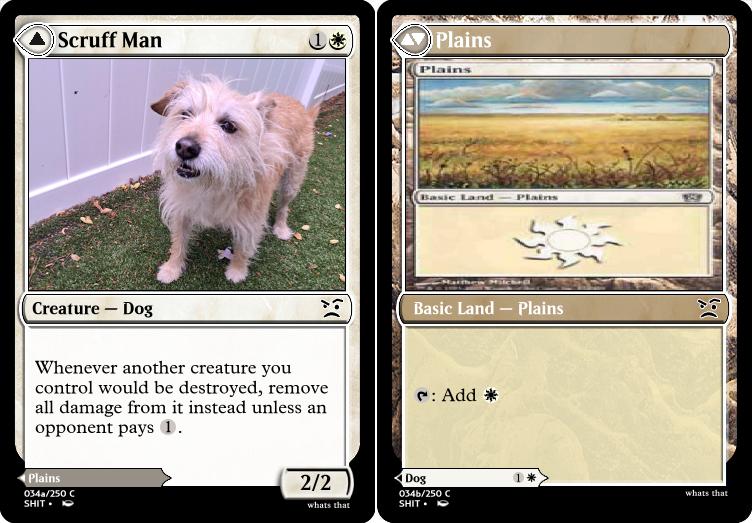 Scruff Man
1
Creature — Dog
Whenever another creature you
control would be destroyed, remove
all damage from it instead unless an
opponent pays 1.
Plains
2/2
034a/250 C
SHIT •
whats that
Plains
Plains
Basic Land — Plains
Matthew Mitchell
Basic Land — Plains
: Add
Dog
1
034b/250 C
SHIT •
whats that